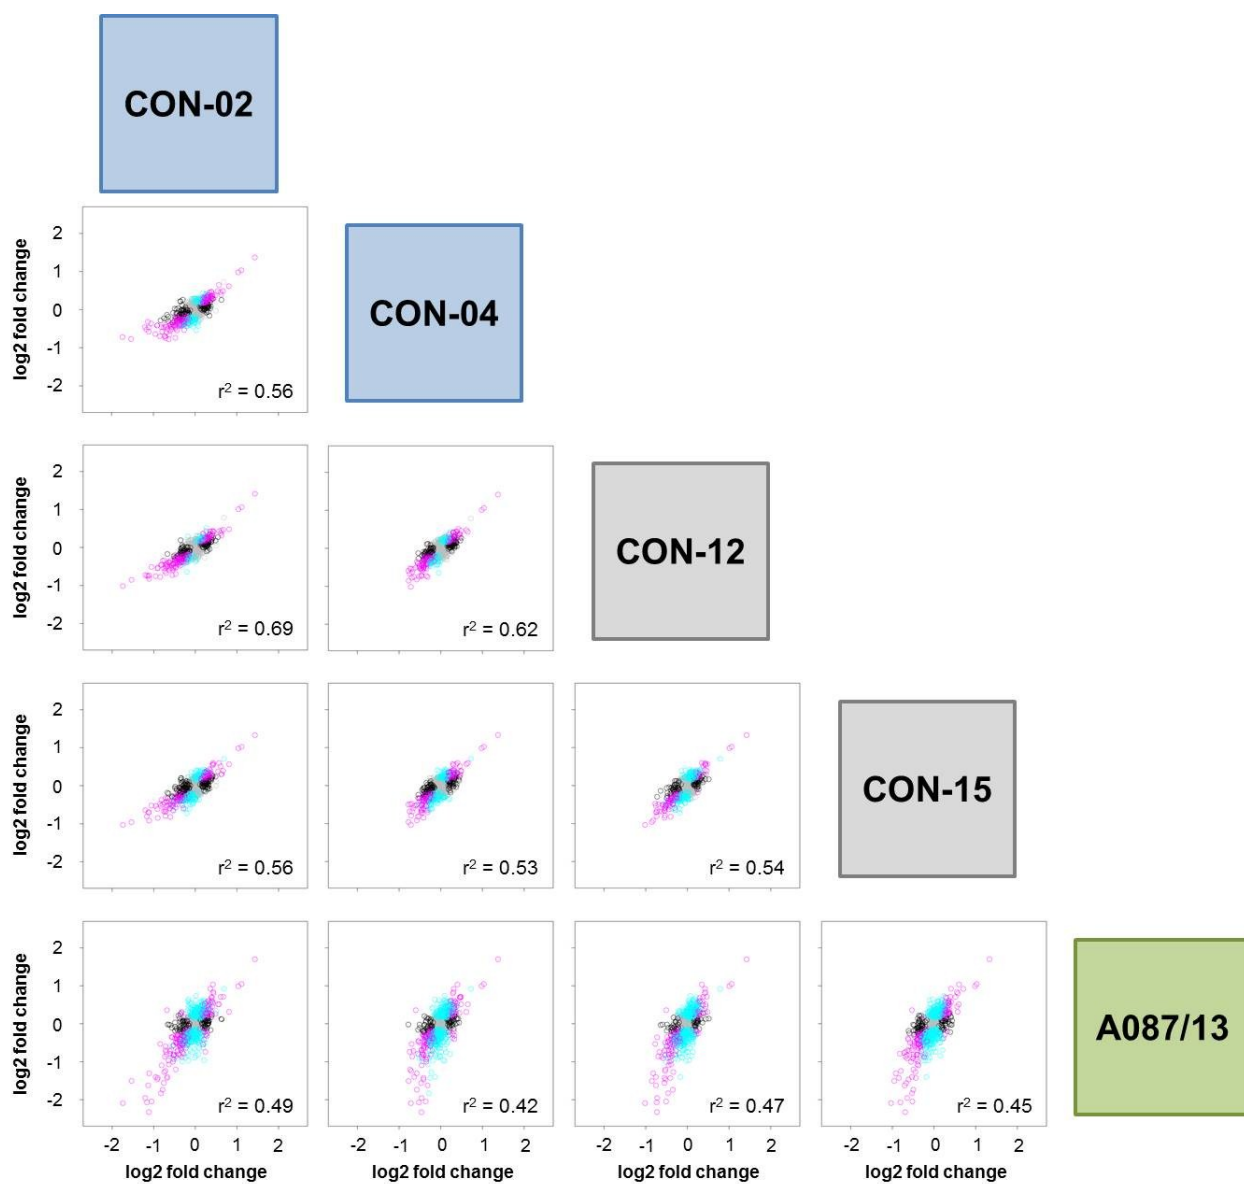 CON-02
log2 fold change
2
1
0
-1
-2
r² = 0.56
CON-04
-2 -1 0 1 2
log2 fold change
2
1
0
-1
-2
r² = 0.69
r² = 0.62
CON-12
log2 fold change
2
1
0
-1
-2
r² = 0.56
r² = 0.53
r² = 0.54
CON-15
log2 fold change
2
1
0
-1
-2
r² = 0.49
r² = 0.42
r² = 0.47
r² = 0.45
A087/13
-2 -1 0 1 2
-2 -1 0 1 2
-2 -1 0 1 2
-2 -1 0 1 2
log2 fold change
log2 fold change
log2 fold change
log2 fold change